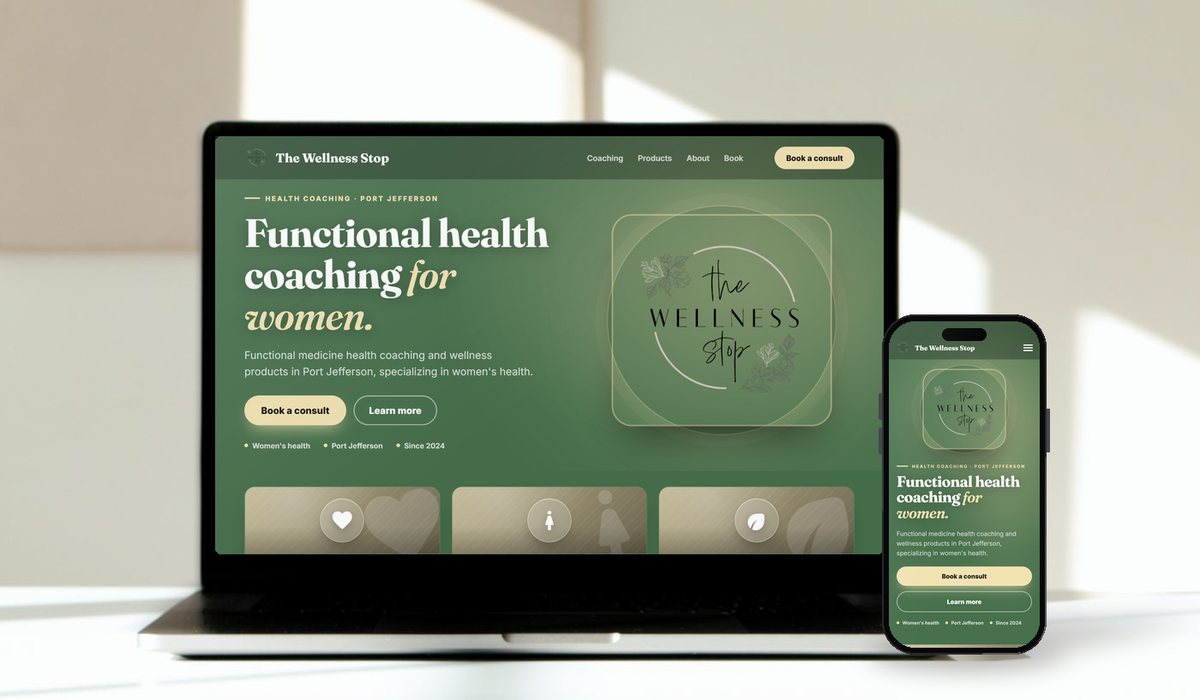 The Wellness Stop
Coaching Products About Book
Book a consult
HEALTH COACHING · PORT JEFFERSON
Functional health
coaching for
women.
Functional medicine health coaching and wellness
products in Port Jefferson, specializing in women's health.
Book a consult
Learn more
Women's health
Port Jefferson
Since 2024
the
WELLNESS
stop
The Wellness Stop
the
WELLNESS
stop
HEALTH COACHING · PORT JEFFERSON
Functional health
coaching for
women.
Functional medicine health coaching and
wellness products in Port Jefferson,
specializing in women's health.
Book a consult
Learn more
Women's health
Port Jefferson
Since 2024